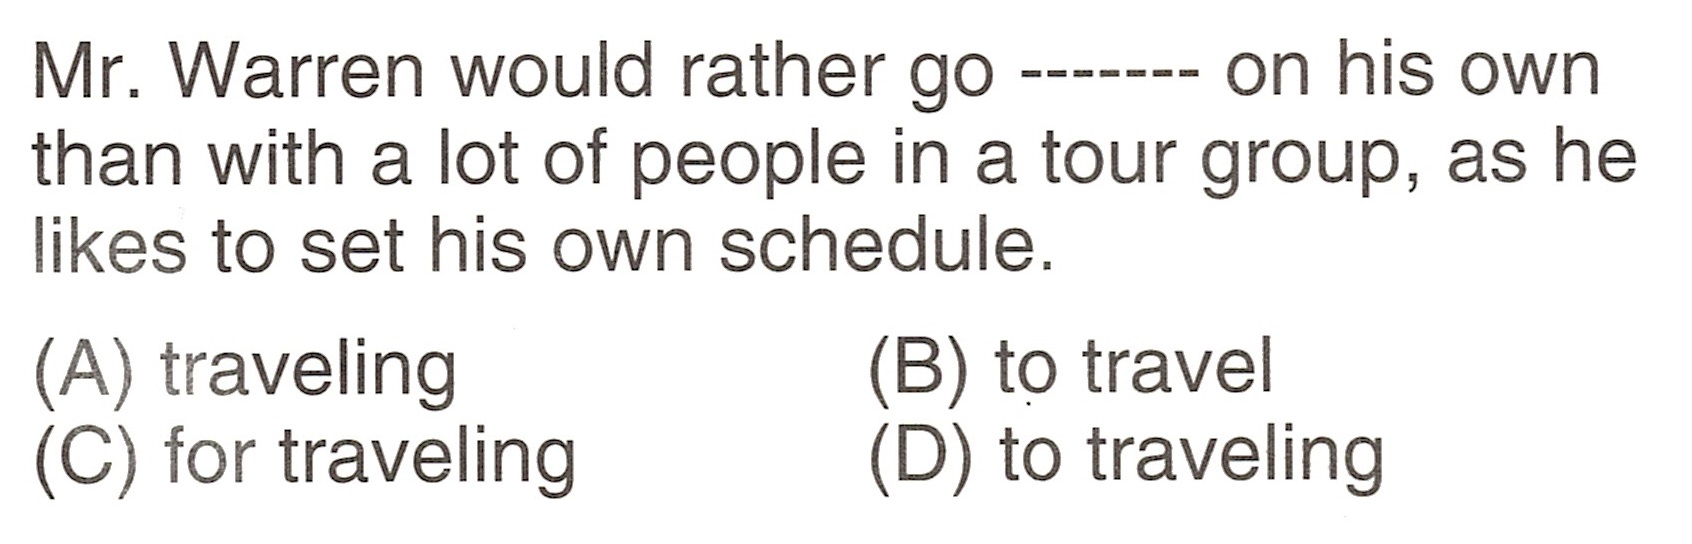 Mr. Warren would rather go ------- on his own
than with a lot of people in a tour group, as he
likes to set his own schedule.
(A) traveling (B) to travel
(C) for traveling (D) to traveling